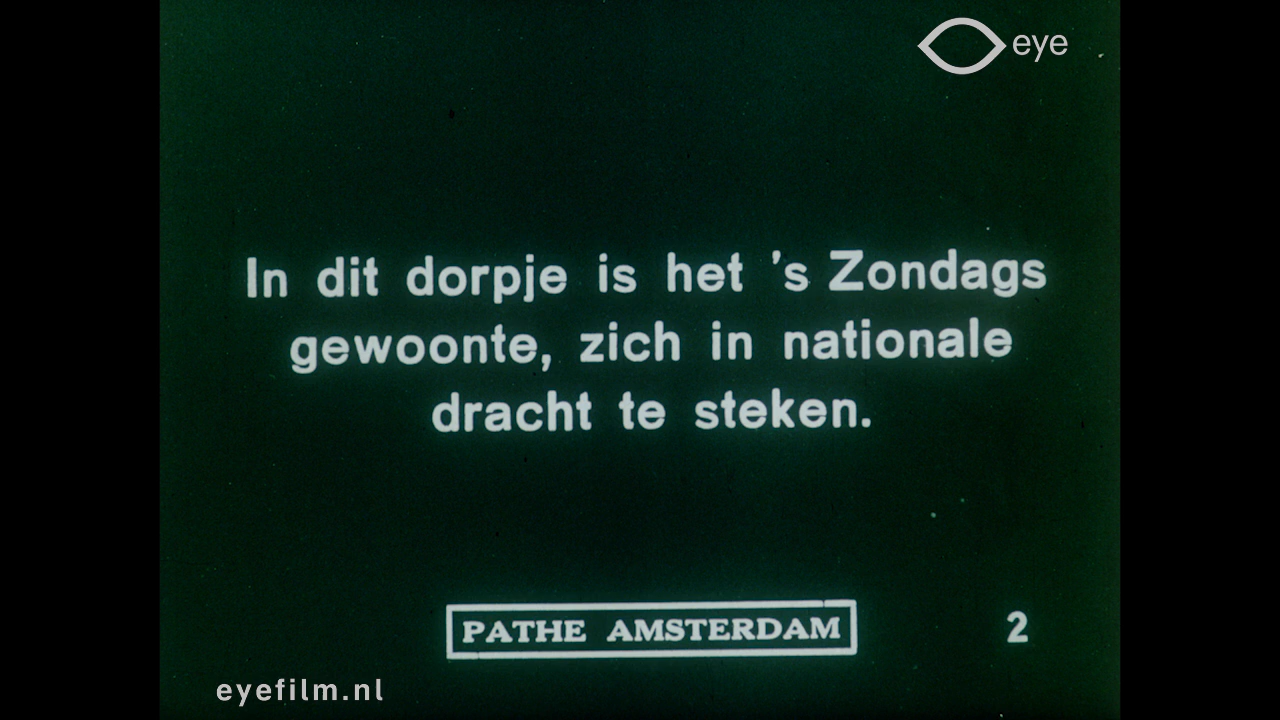 eye
In dit dorpje is het 's Zondags
gewoonte, zich in nationale
dracht te steken.
PATHE AMSTERDAM
2
eyefilm.nl